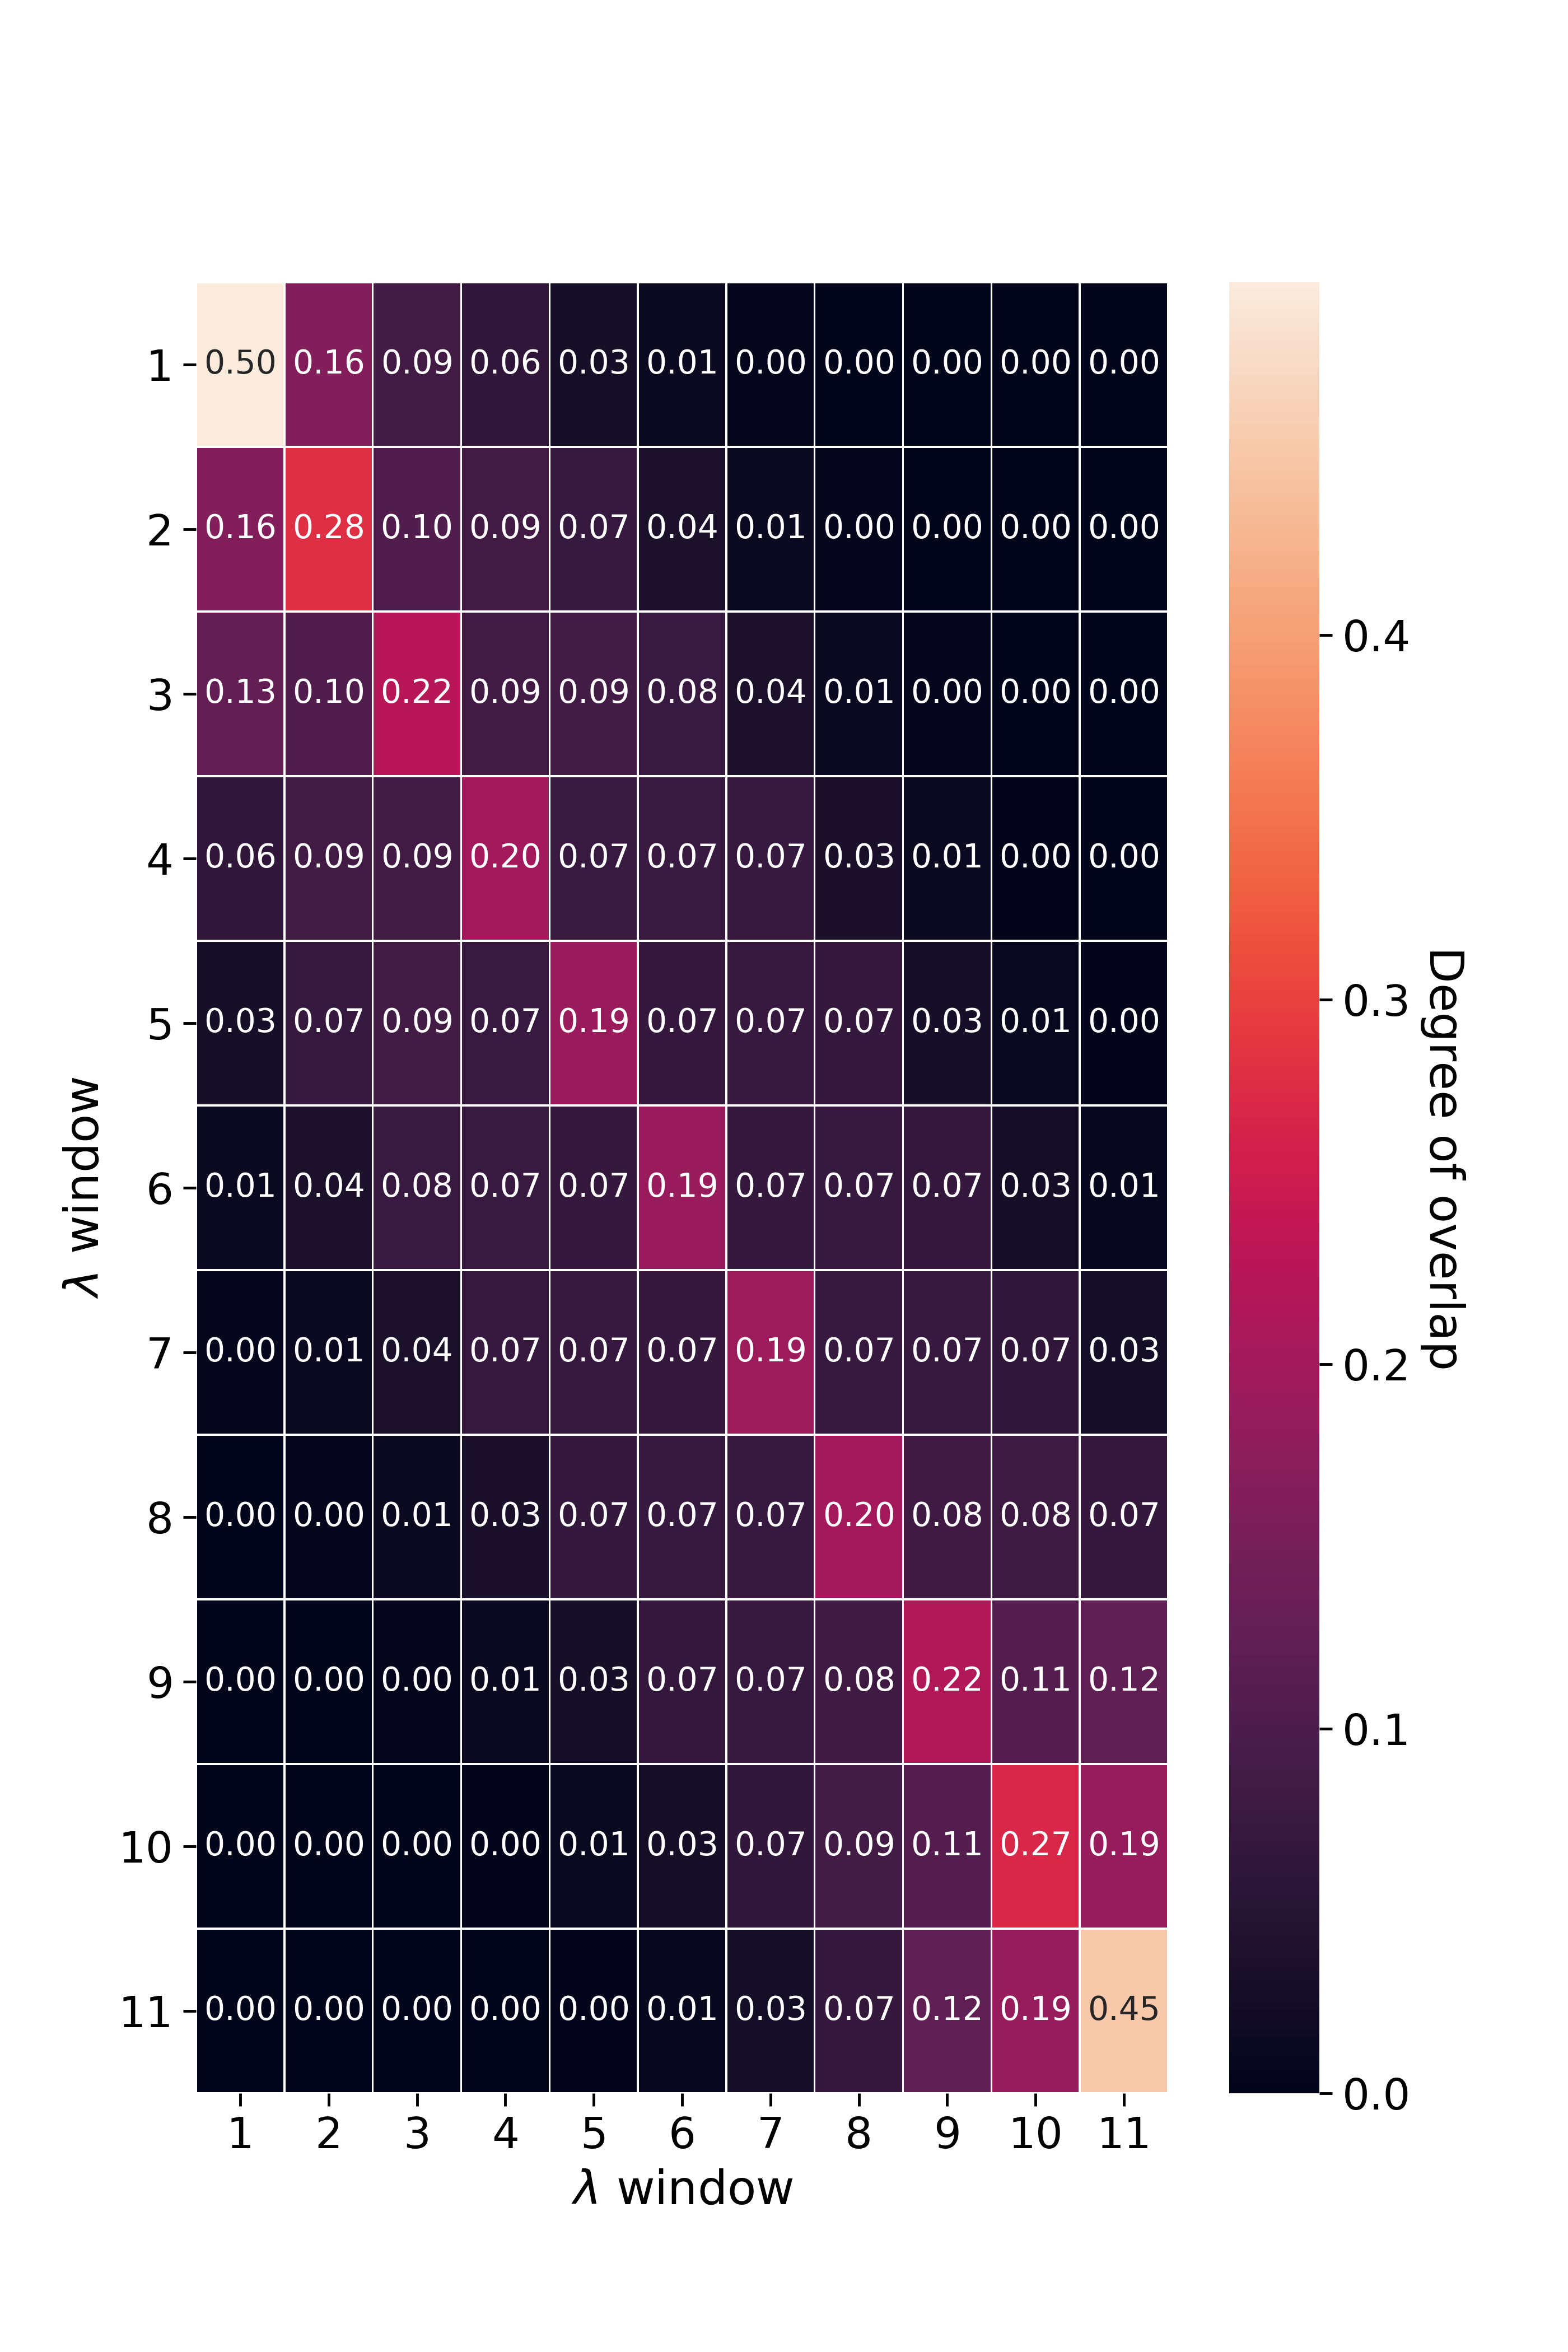 1 0.50 0.16 0.09 0.06 0.03 0.01 0.00 0.00 0.00 0.00 0.00
2 0.16 0.28 0.10 0.09 0.07 0.04 0.01 0.00 0.00 0.00 0.00
3 0.13 0.10 0.22 0.09 0.09 0.08 0.04 0.01 0.00 0.00 0.00
4 0.06 0.09 0.09 0.20 0.07 0.07 0.07 0.03 0.01 0.00 0.00
5 0.03 0.07 0.09 0.07 0.19 0.07 0.07 0.07 0.03 0.01 0.00
6 0.01 0.04 0.08 0.07 0.07 0.19 0.07 0.07 0.07 0.03 0.01
7 0.00 0.01 0.04 0.07 0.07 0.07 0.19 0.07 0.07 0.07 0.03
8 0.00 0.00 0.01 0.03 0.07 0.07 0.07 0.20 0.08 0.08 0.07
9 0.00 0.00 0.00 0.01 0.03 0.07 0.07 0.08 0.22 0.11 0.12
10 0.00 0.00 0.00 0.00 0.01 0.03 0.07 0.09 0.11 0.27 0.19
11 0.00 0.00 0.00 0.00 0.00 0.01 0.03 0.07 0.12 0.19 0.45
1 2 3 4 5 6 7 8 9 10 11
λ window
λ window
0.4
0.3
0.2
0.1
0.0
Degree of overlap